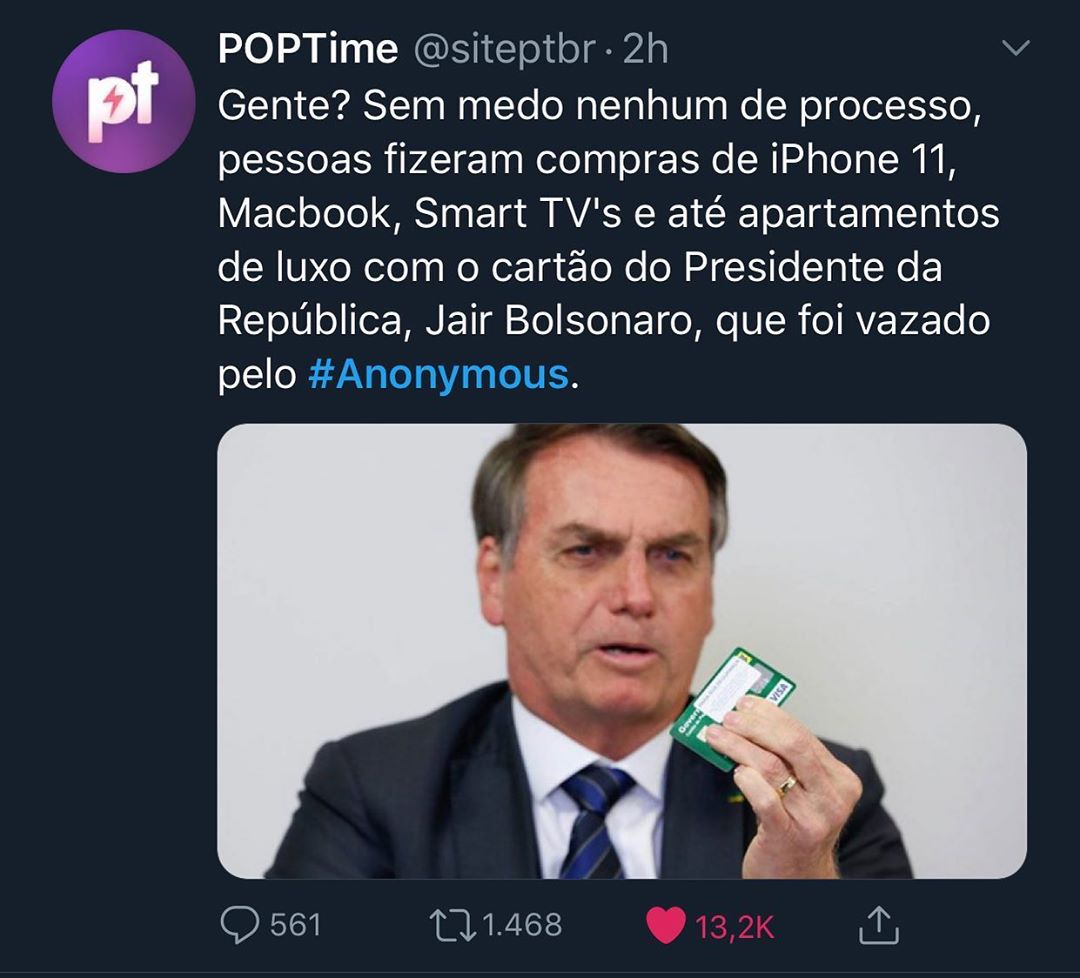 pt
POPTime @siteptbr · 2h
Gente? Sem medo nenhum de processo,
pessoas fizeram compras de iPhone 11,
Macbook, Smart TV's e até apartamentos
de luxo com o cartão do Presidente da
República, Jair Bolsonaro, que foi vazado
pelo #Anonymous.
VISA
561 1.468 13,2K